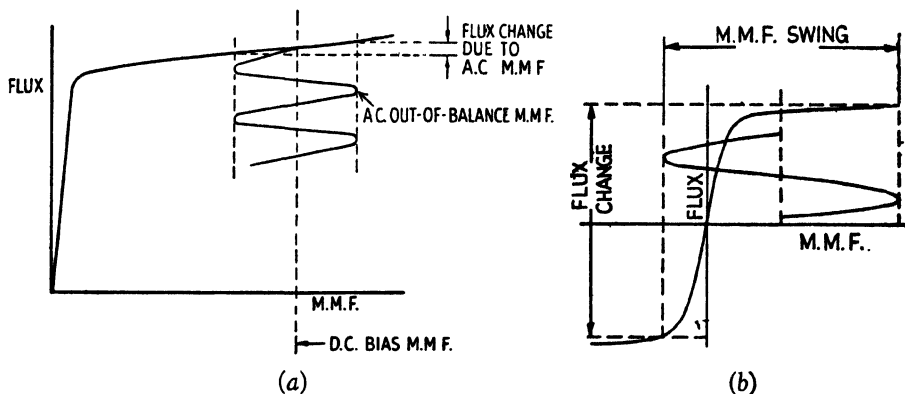 FLUX CHANGE
DUE TO
A.C M M F
FLUX
A.C. OUT-OF-BALANCE M.M.F.
M.M.F.
D.C. BIAS M.M F.
(a)
M.M.F. SWING
FLUX
CHANGE
FLUX
M.M.F..
(b)